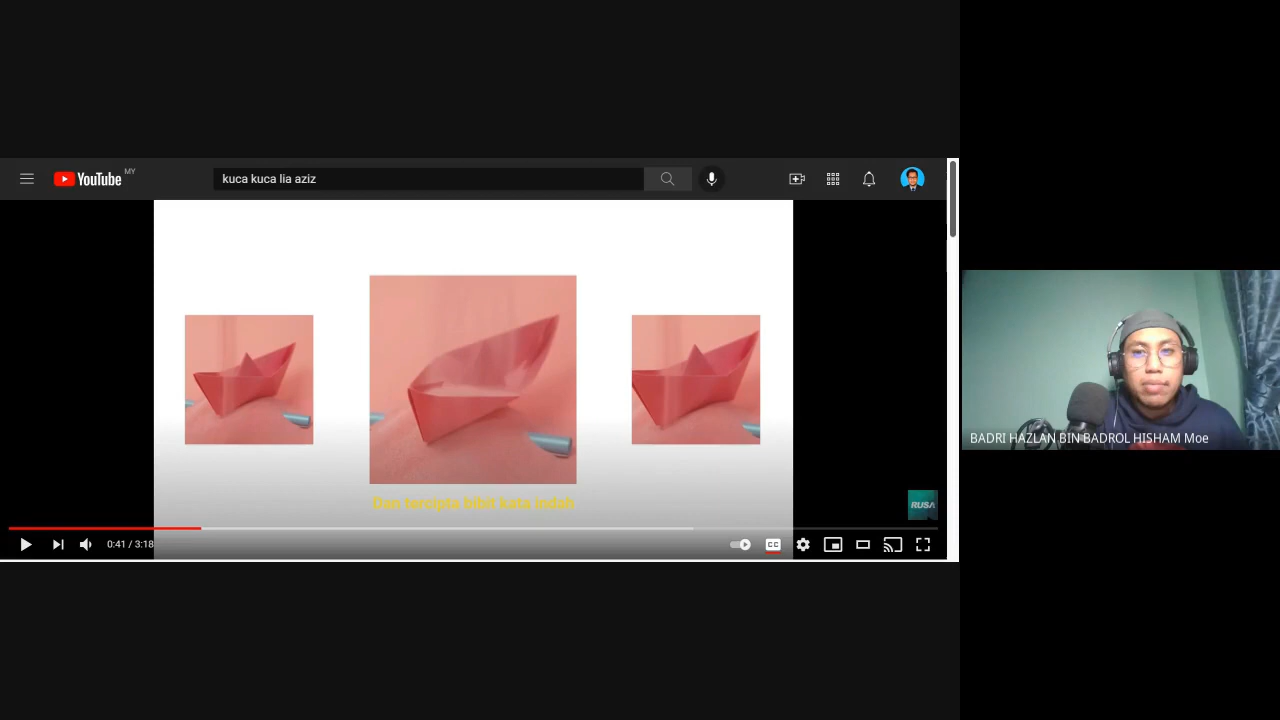 YouTube MY
kuca kuca lia aziz
Dan tercipta bibit kata indah
RUSA
0:41 / 3:18
CC
BADRI HAZLAN BIN BADROL HISHAM Moe